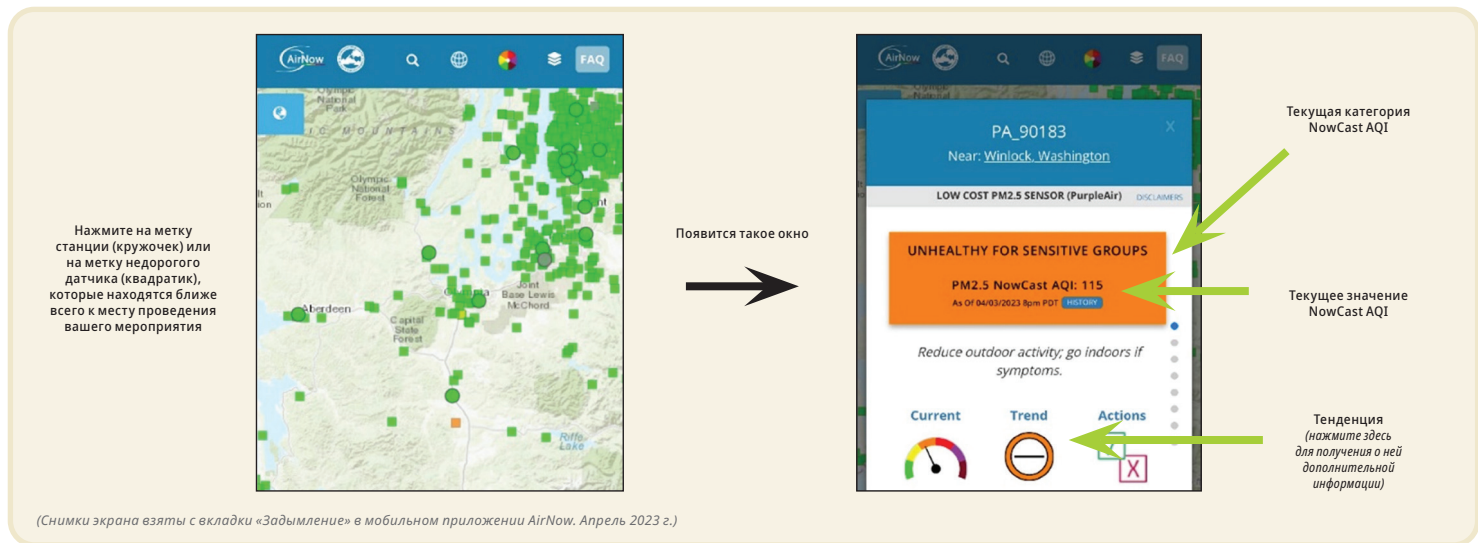 Нажмите на метку
станции (кружочек) или
на метку недорогого
датчика (квадратик),
которые находятся ближе
всего к месту проведения
вашего мероприятия
AirNow
FAQ
Olympic
National
Park
MOUNTAINS
Olympic
National
Forest
Aberdeen
Capitol
State
Forest
Joint
Base Lewis
McChord
Riffe
Lake
Появится такое окно
AirNow
FAQ
PA_90183
X
Near: Winlock, Washington
LOW COST PM2.5 SENSOR (PurpleAir) DISCLAIMERS
UNHEALTHY FOR SENSITIVE GROUPS
PM2.5 NowCast AQI: 115
As Of 04/03/2023 8pm PDT HISTORY
Reduce outdoor activity; go indoors if
symptoms.
Current Trend Actions
X
Текущая категория
NowCast AQI
Текущее значение
NowCast AQI
Тенденция
(нажмите здесь
для получения о ней
дополнительной
информации)
(Снимки экрана взяты с вкладки «Задымление» в мобильном приложении AirNow. Апрель 2023 г.)